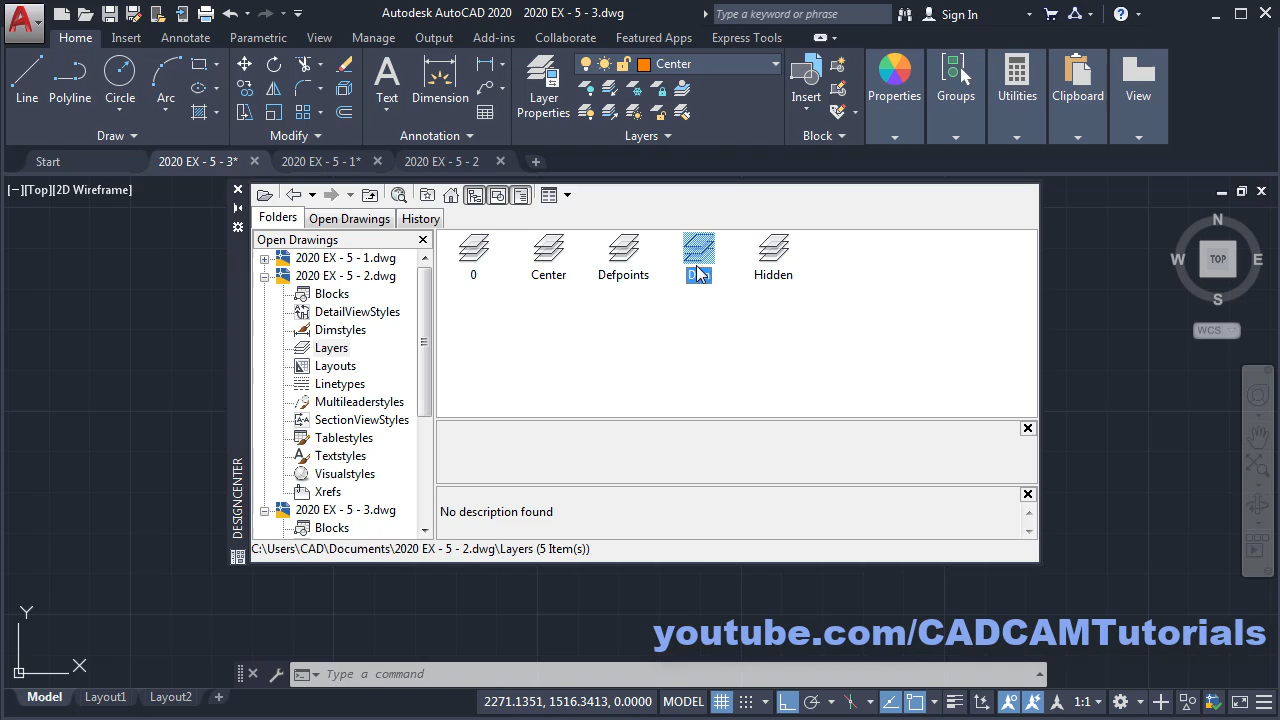 Autodesk AutoCAD 2020 2020 EX - 5 - 3.dwg
Type a keyword or phrase
Sign In
Home Insert Annotate Parametric View Manage Output Add-ins Collaborate Featured Apps Express Tools
Line Polyline Circle Arc
Text Dimension
Layer Properties
Center
Insert
Properties Groups Utilities Clipboard View
Draw Modify Annotation Layers Block
Start 2020 EX - 5 - 3* 2020 EX - 5 - 1* 2020 EX - 5 - 2
[−][Top][2D Wireframe]
Folders Open Drawings History
Open Drawings
2020 EX - 5 - 1.dwg
2020 EX - 5 - 2.dwg
Blocks
DetailViewStyles
Dimstyles
Layers
Layouts
Linetypes
Multileaderstyles
SectionViewStyles
Tablestyles
Textstyles
Visualstyles
Xrefs
2020 EX - 5 - 3.dwg
Blocks
0 Center Defpoints Hidden
No description found
C:\Users\CAD\Documents\2020 EX - 5 - 2.dwg\Layers (5 Item(s))
DESIGNCENTER
N
W TOP E
S
WCS
Y
X
youtube.com/CADCAMTutorials
Type a command
Model Layout1 Layout2
2271.1351, 1516.3413, 0.0000 MODEL 1:1